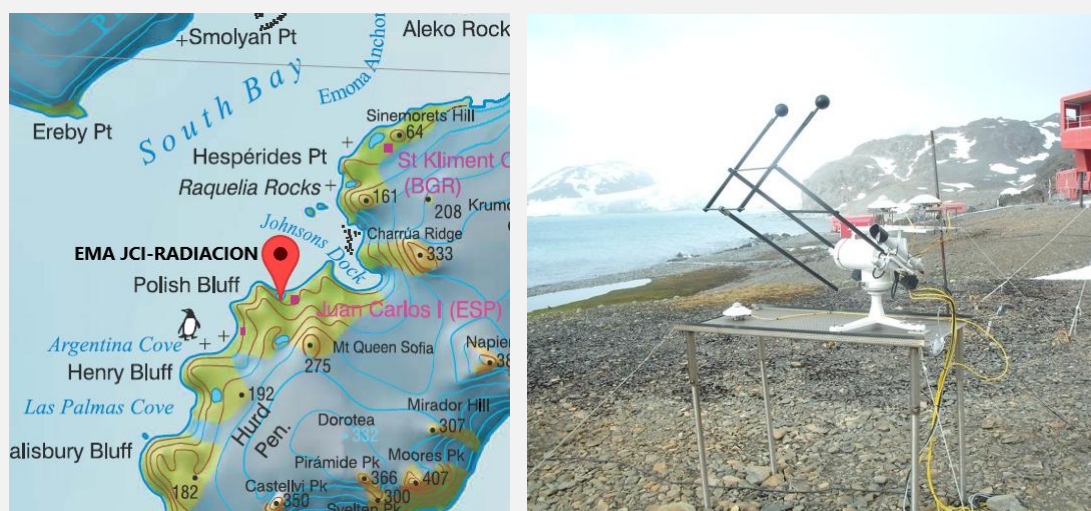 Smolyan Pt
Aleko Rock
Emona Anchor
South Bay
Ereby Pt
Sinemorets Hill
64
Hespérides Pt
St Kliment O
(BGR)
Raquelia Rocks
161
208
Krumo
Johnsons Dock
Charrúa Ridge
333
EMA JCI-RADIACION
Polish Bluff
Juan Carlos I (ESP)
Argentina Cove
Mt Queen Sofia
275
Napier
38
Henry Bluff
192
Las Palmas Cove
Hurd
Pen.
Mirador Hill
307
Dorotea
332
alisbury Bluff
Pirámide Pk
366
Moores Pk
407
182
Castellvi Pk
350
300